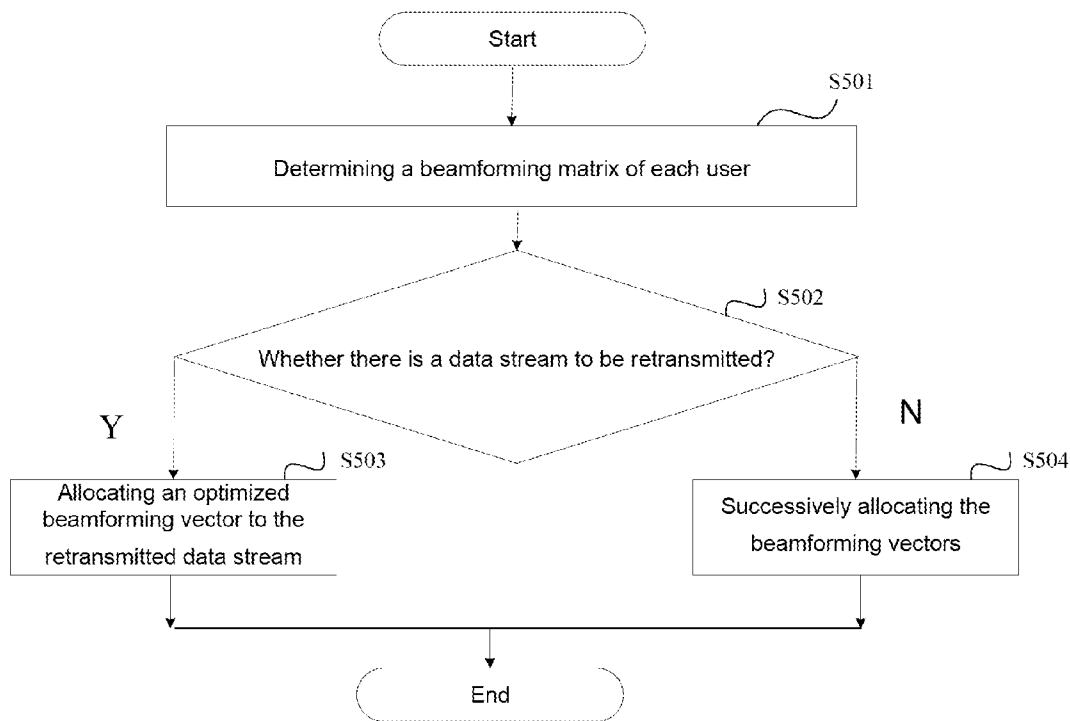 Start
S501
Determining a beamforming matrix of each user
S502
Whether there is a data stream to be retransmitted?
Y
N
S503
Allocating an optimized
beamforming vector to the
retransmitted data stream
S504
Successively allocating the
beamforming vectors
End